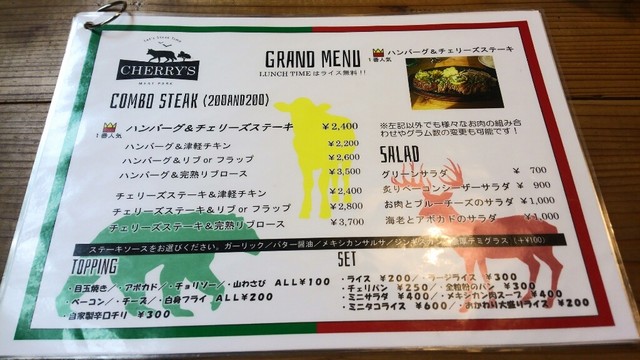 CHERRY'S
GRAND MENU
LUNCH TIME はライス無料!!
ハンバーグ＆チェリーズステーキ
1番人気
COMBO STEAK (200AND200)
1番人気
ハンバーグ＆チェリーズステーキ ¥2,400
ハンバーグ＆津軽チキン ¥2,200
ハンバーグ＆リブ or フラップ ¥2,600
ハンバーグ＆完熟リブロース ¥3,500
チェリーズステーキ＆津軽チキン ¥2,400
チェリーズステーキ＆リブ or フラップ ¥2,800
チェリーズステーキ＆完熟リブロース ¥3,700
※左記以外でも様々なお肉の組み合
わせやグラム数の変更も可能です！
SALAD
グリーンサラダ ¥ 700
炙りベーコンシーザーサラダ ¥ 900
お肉とブルーチーズのサラダ ¥1,000
海老とアボカドのサラダ ¥1,000
ステーキソースをお選びください。ガーリック／バター醤油／メキシカンサルサ／ジンギスカン／濃厚デミグラス（＋¥100）
TOPPING
・目玉焼き／・アボカド／・チョリソー／・山わさび ALL¥100
・ベーコン／・チーズ／・白身フライ ALL¥200
・自家製辛口チリ ¥300
SET
・ライス ¥200／・ラージライス ¥300
・チェリパン ¥250／・全粒粉のパン ¥300
・ミニサラダ ¥400／・メキシカン肉スープ ¥400
・ミニタコライス ¥600／・おかわり大盛りライス ¥200